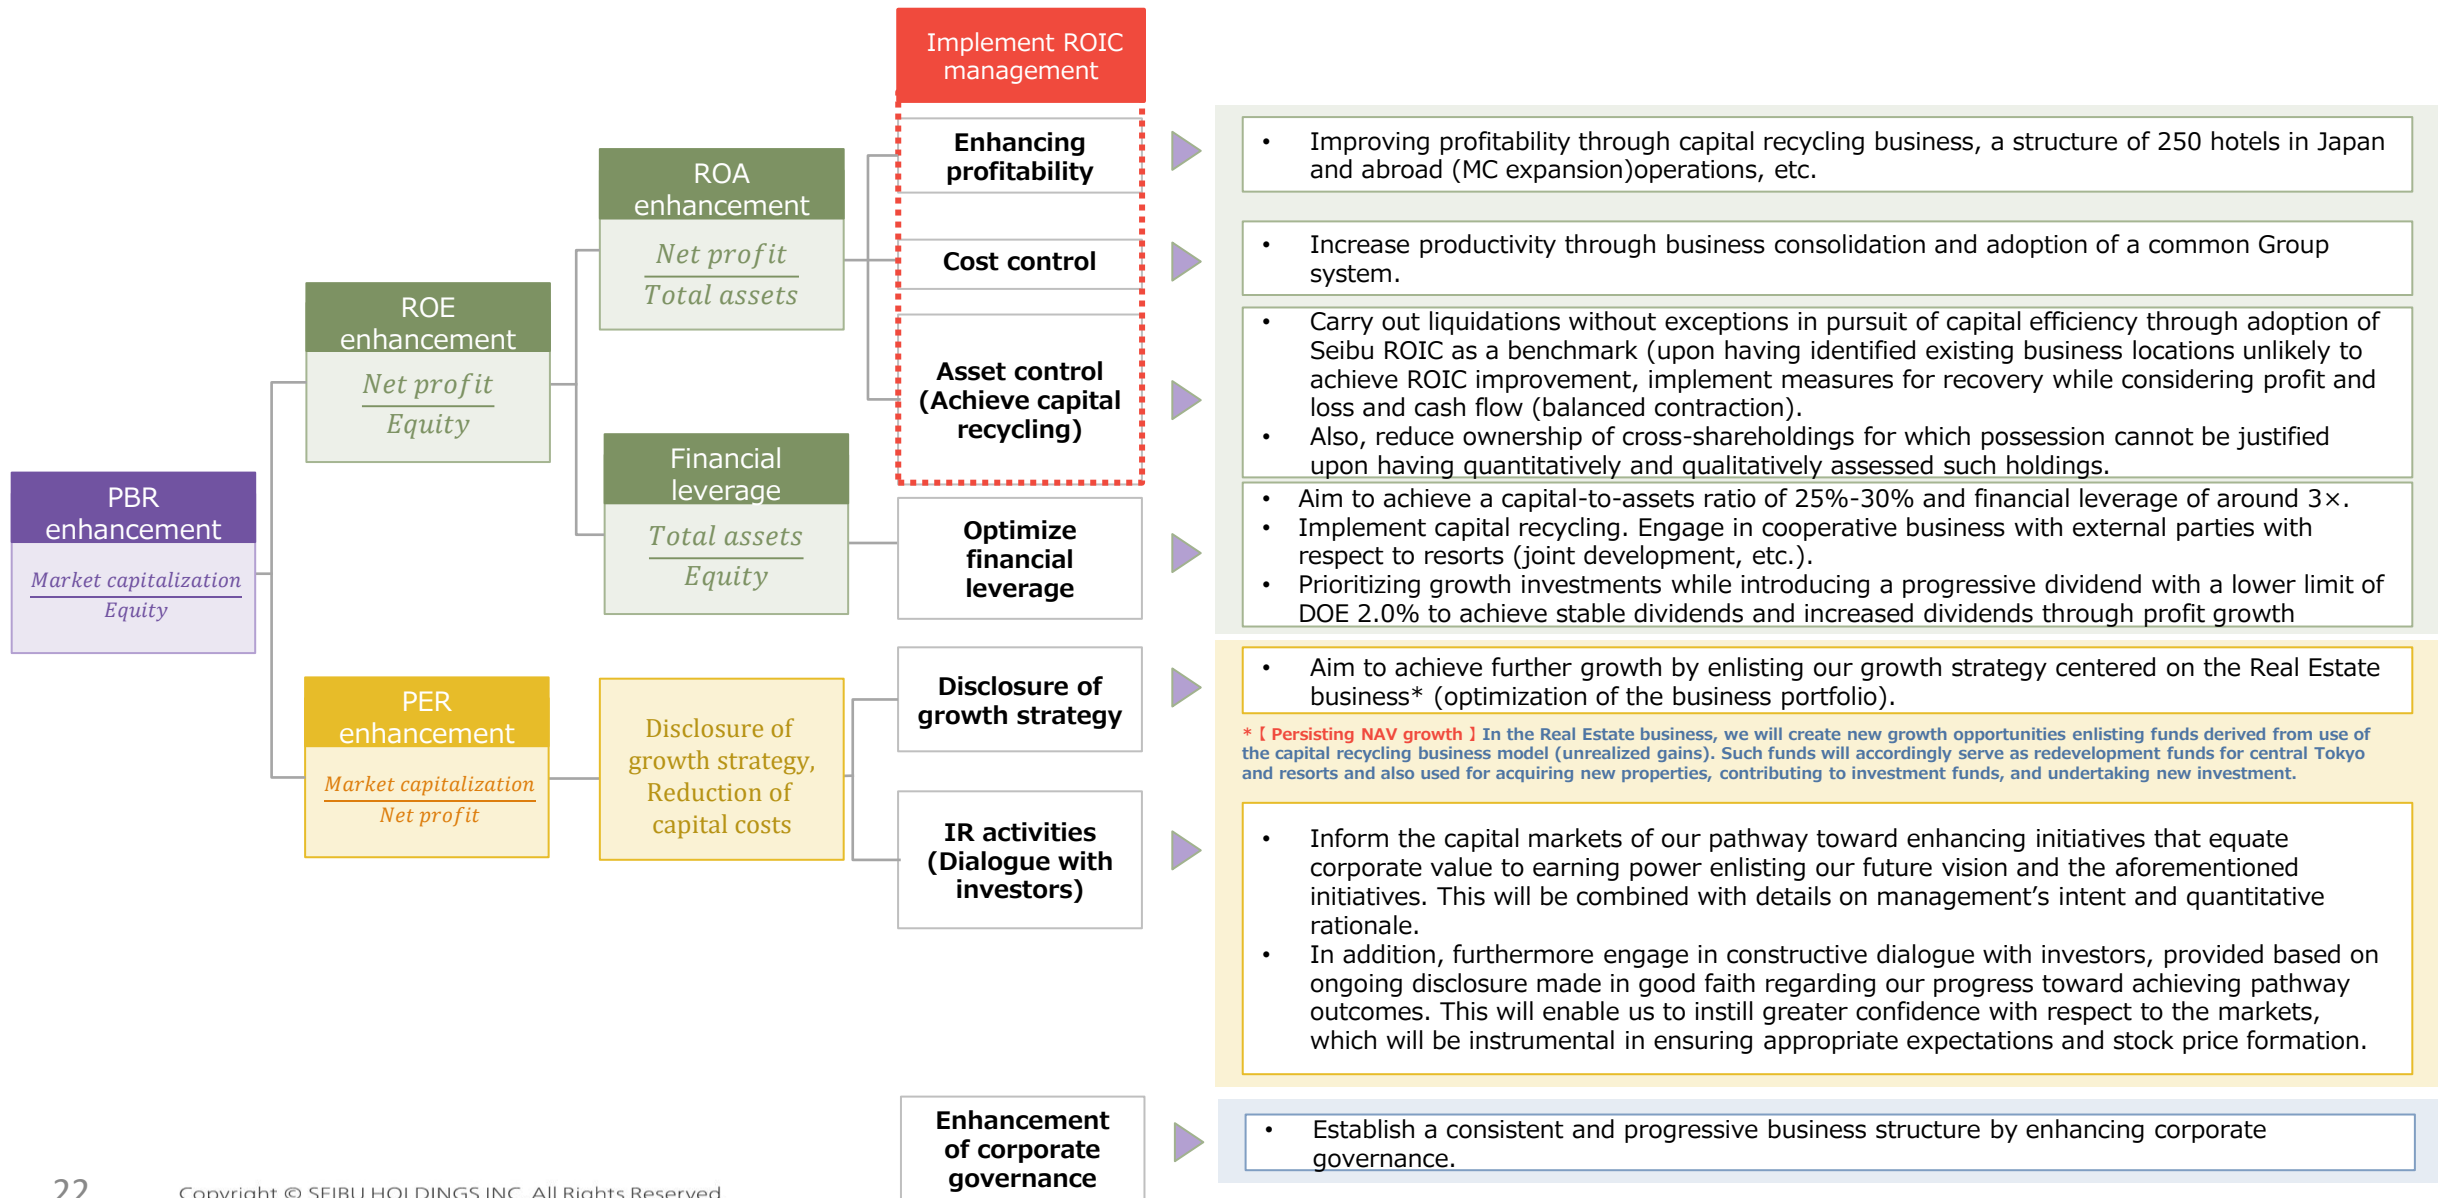 Implement ROIC
management
PBR
enhancement
Market capitalization
Equity
ROE
enhancement
Net profit
Equity
ROA
enhancement
Net profit
Total assets
Financial
leverage
Total assets
Equity
PER
enhancement
Market capitalization
Net profit
Disclosure of
growth strategy,
Reduction of
capital costs
Enhancing
profitability
• Improving profitability through capital recycling business, a structure of 250 hotels in Japan
and abroad (MC expansion)operations, etc.
Cost control
• Increase productivity through business consolidation and adoption of a common Group
system.
Asset control
(Achieve capital
recycling)
• Carry out liquidations without exceptions in pursuit of capital efficiency through adoption of
Seibu ROIC as a benchmark (upon having identified existing business locations unlikely to
achieve ROIC improvement, implement measures for recovery while considering profit and
loss and cash flow (balanced contraction).
• Also, reduce ownership of cross-shareholdings for which possession cannot be justified
upon having quantitatively and qualitatively assessed such holdings.
Optimize
financial
leverage
• Aim to achieve a capital-to-assets ratio of 25%-30% and financial leverage of around 3×.
• Implement capital recycling. Engage in cooperative business with external parties with
respect to resorts (joint development, etc.).
• Prioritizing growth investments while introducing a progressive dividend with a lower limit of
DOE 2.0% to achieve stable dividends and increased dividends through profit growth
Disclosure of
growth strategy
• Aim to achieve further growth by enlisting our growth strategy centered on the Real Estate
business* (optimization of the business portfolio).
*【Persisting NAV growth】In the Real Estate business, we will create new growth opportunities enlisting funds derived from use of
the capital recycling business model (unrealized gains). Such funds will accordingly serve as redevelopment funds for central Tokyo
and resorts and also used for acquiring new properties, contributing to investment funds, and undertaking new investment.
IR activities
(Dialogue with
investors)
• Inform the capital markets of our pathway toward enhancing initiatives that equate
corporate value to earning power enlisting our future vision and the aforementioned
initiatives. This will be combined with details on management’s intent and quantitative
rationale.
• In addition, furthermore engage in constructive dialogue with investors, provided based on
ongoing disclosure made in good faith regarding our progress toward achieving pathway
outcomes. This will enable us to instill greater confidence with respect to the markets,
which will be instrumental in ensuring appropriate expectations and stock price formation.
Enhancement
of corporate
governance
• Establish a consistent and progressive business structure by enhancing corporate
governance.
22
Copyright © SEIBU HOLDINGS INC. All Rights Reserved